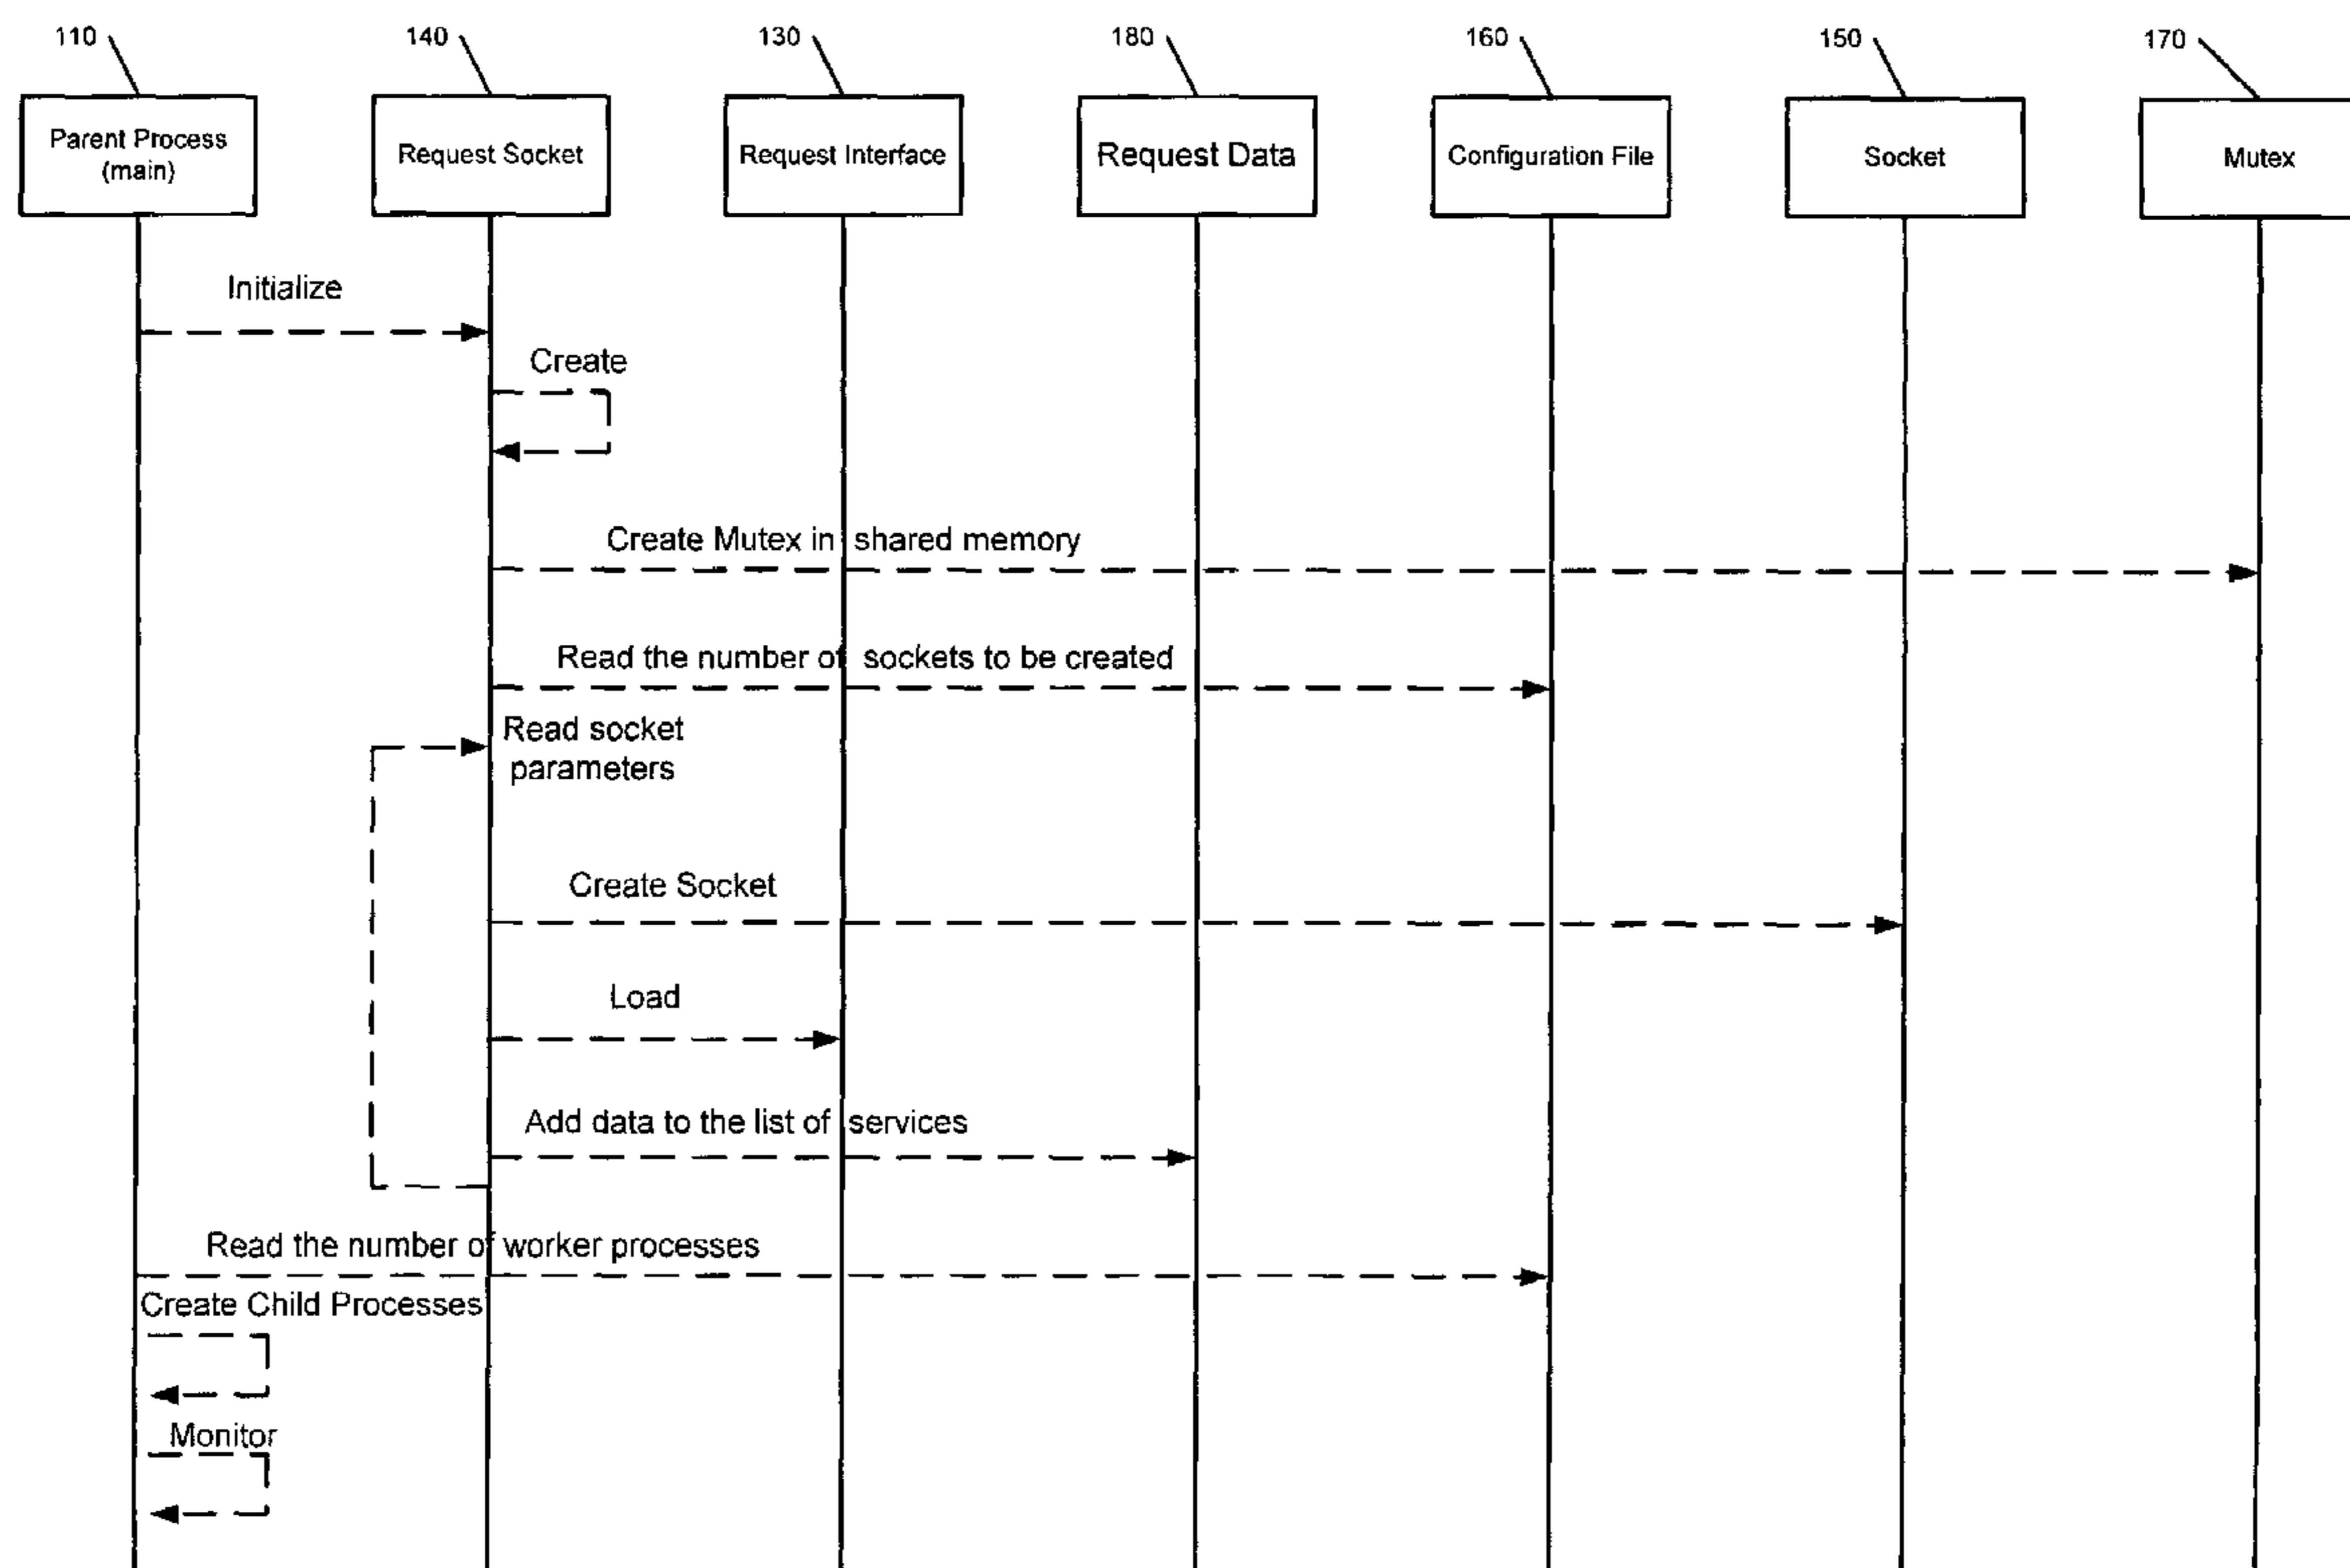 110
140
130
180
160
150
170
Parent Process
(main)
Request Socket
Request Interface
Request Data
Configuration File
Socket
Mutex
Initialize
Create
Create Mutex in shared memory
Read the number of sockets to be created
Read socket
parameters
Create Socket
Load
Add data to the list of services
Read the number of worker processes
Create Child Processes
Monitor